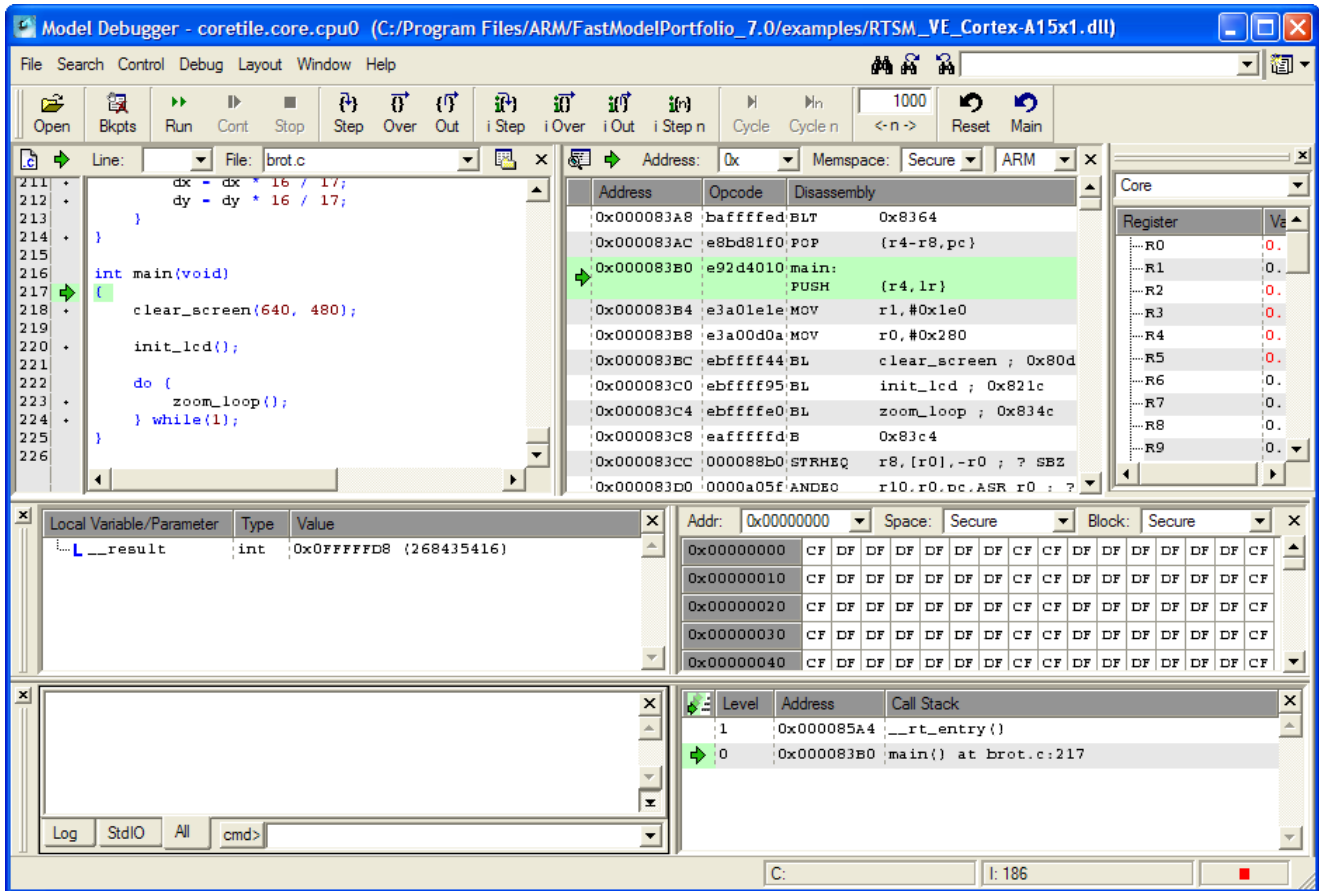 Model Debugger - coretile.core.cpu0 (C:/Program Files/ARM/FastModelPortfolio_7.0/examples/RTSM_VE_Cortex-A15x1.dll)
File Search Control Debug Layout Window Help
1000
Open Bkpts Run Cont Stop Step Over Out i Step i Over i Out i Step n Cycle Cycle n <- n -> Reset Main
Line: File: brot.c
211 dx = dx * 16 / 17;
212 dy = dy * 16 / 17;
213 }
214 }
215
216 int main(void)
217 {
218 clear_screen(640, 480);
219
220 init_lcd();
221
222 do {
223 zoom_loop();
224 } while(1);
225 }
226
Address: 0x Memspace: Secure ARM
Address Opcode Disassembly
0x000083A8 baffffed BLT 0x8364
0x000083AC e8bd81f0 POP {r4-r8,pc}
0x000083B0 e92d4010 main:
PUSH {r4,lr}
0x000083B4 e3a01e1e MOV r1,#0x1e0
0x000083B8 e3a00d0a MOV r0,#0x280
0x000083BC ebffff44 BL clear_screen ; 0x80d
0x000083C0 ebffff95 BL init_lcd ; 0x821c
0x000083C4 ebffffe0 BL zoom_loop ; 0x834c
0x000083C8 eafffffd B 0x83c4
0x000083CC 000088b0 STRHEQ r8,[r0],-r0 ; ? SBZ
0x000083D0 0000a05f ANDEQ r10,r0,pc,ASR r0 ; ?
Core
Register Va
R0 0.
R1 0.
R2 0.
R3 0.
R4 0.
R5 0.
R6 0.
R7 0.
R8 0.
R9 0.
Local Variable/Parameter Type Value
L __result int 0x0FFFFFD8 (268435416)
Addr: 0x00000000 Space: Secure Block: Secure
0x00000000 CF DF DF DF DF DF DF CF CF DF DF DF DF DF DF CF
0x00000010 CF DF DF DF DF DF DF CF CF DF DF DF DF DF DF CF
0x00000020 CF DF DF DF DF DF DF CF CF DF DF DF DF DF DF CF
0x00000030 CF DF DF DF DF DF DF CF CF DF DF DF DF DF DF CF
0x00000040 CF DF DF DF DF DF DF CF CF DF DF DF DF DF DF CF
Log StdIO All cmd>
Level Address Call Stack
1 0x000085A4 __rt_entry()
0 0x000083B0 main() at brot.c:217
C: I: 186